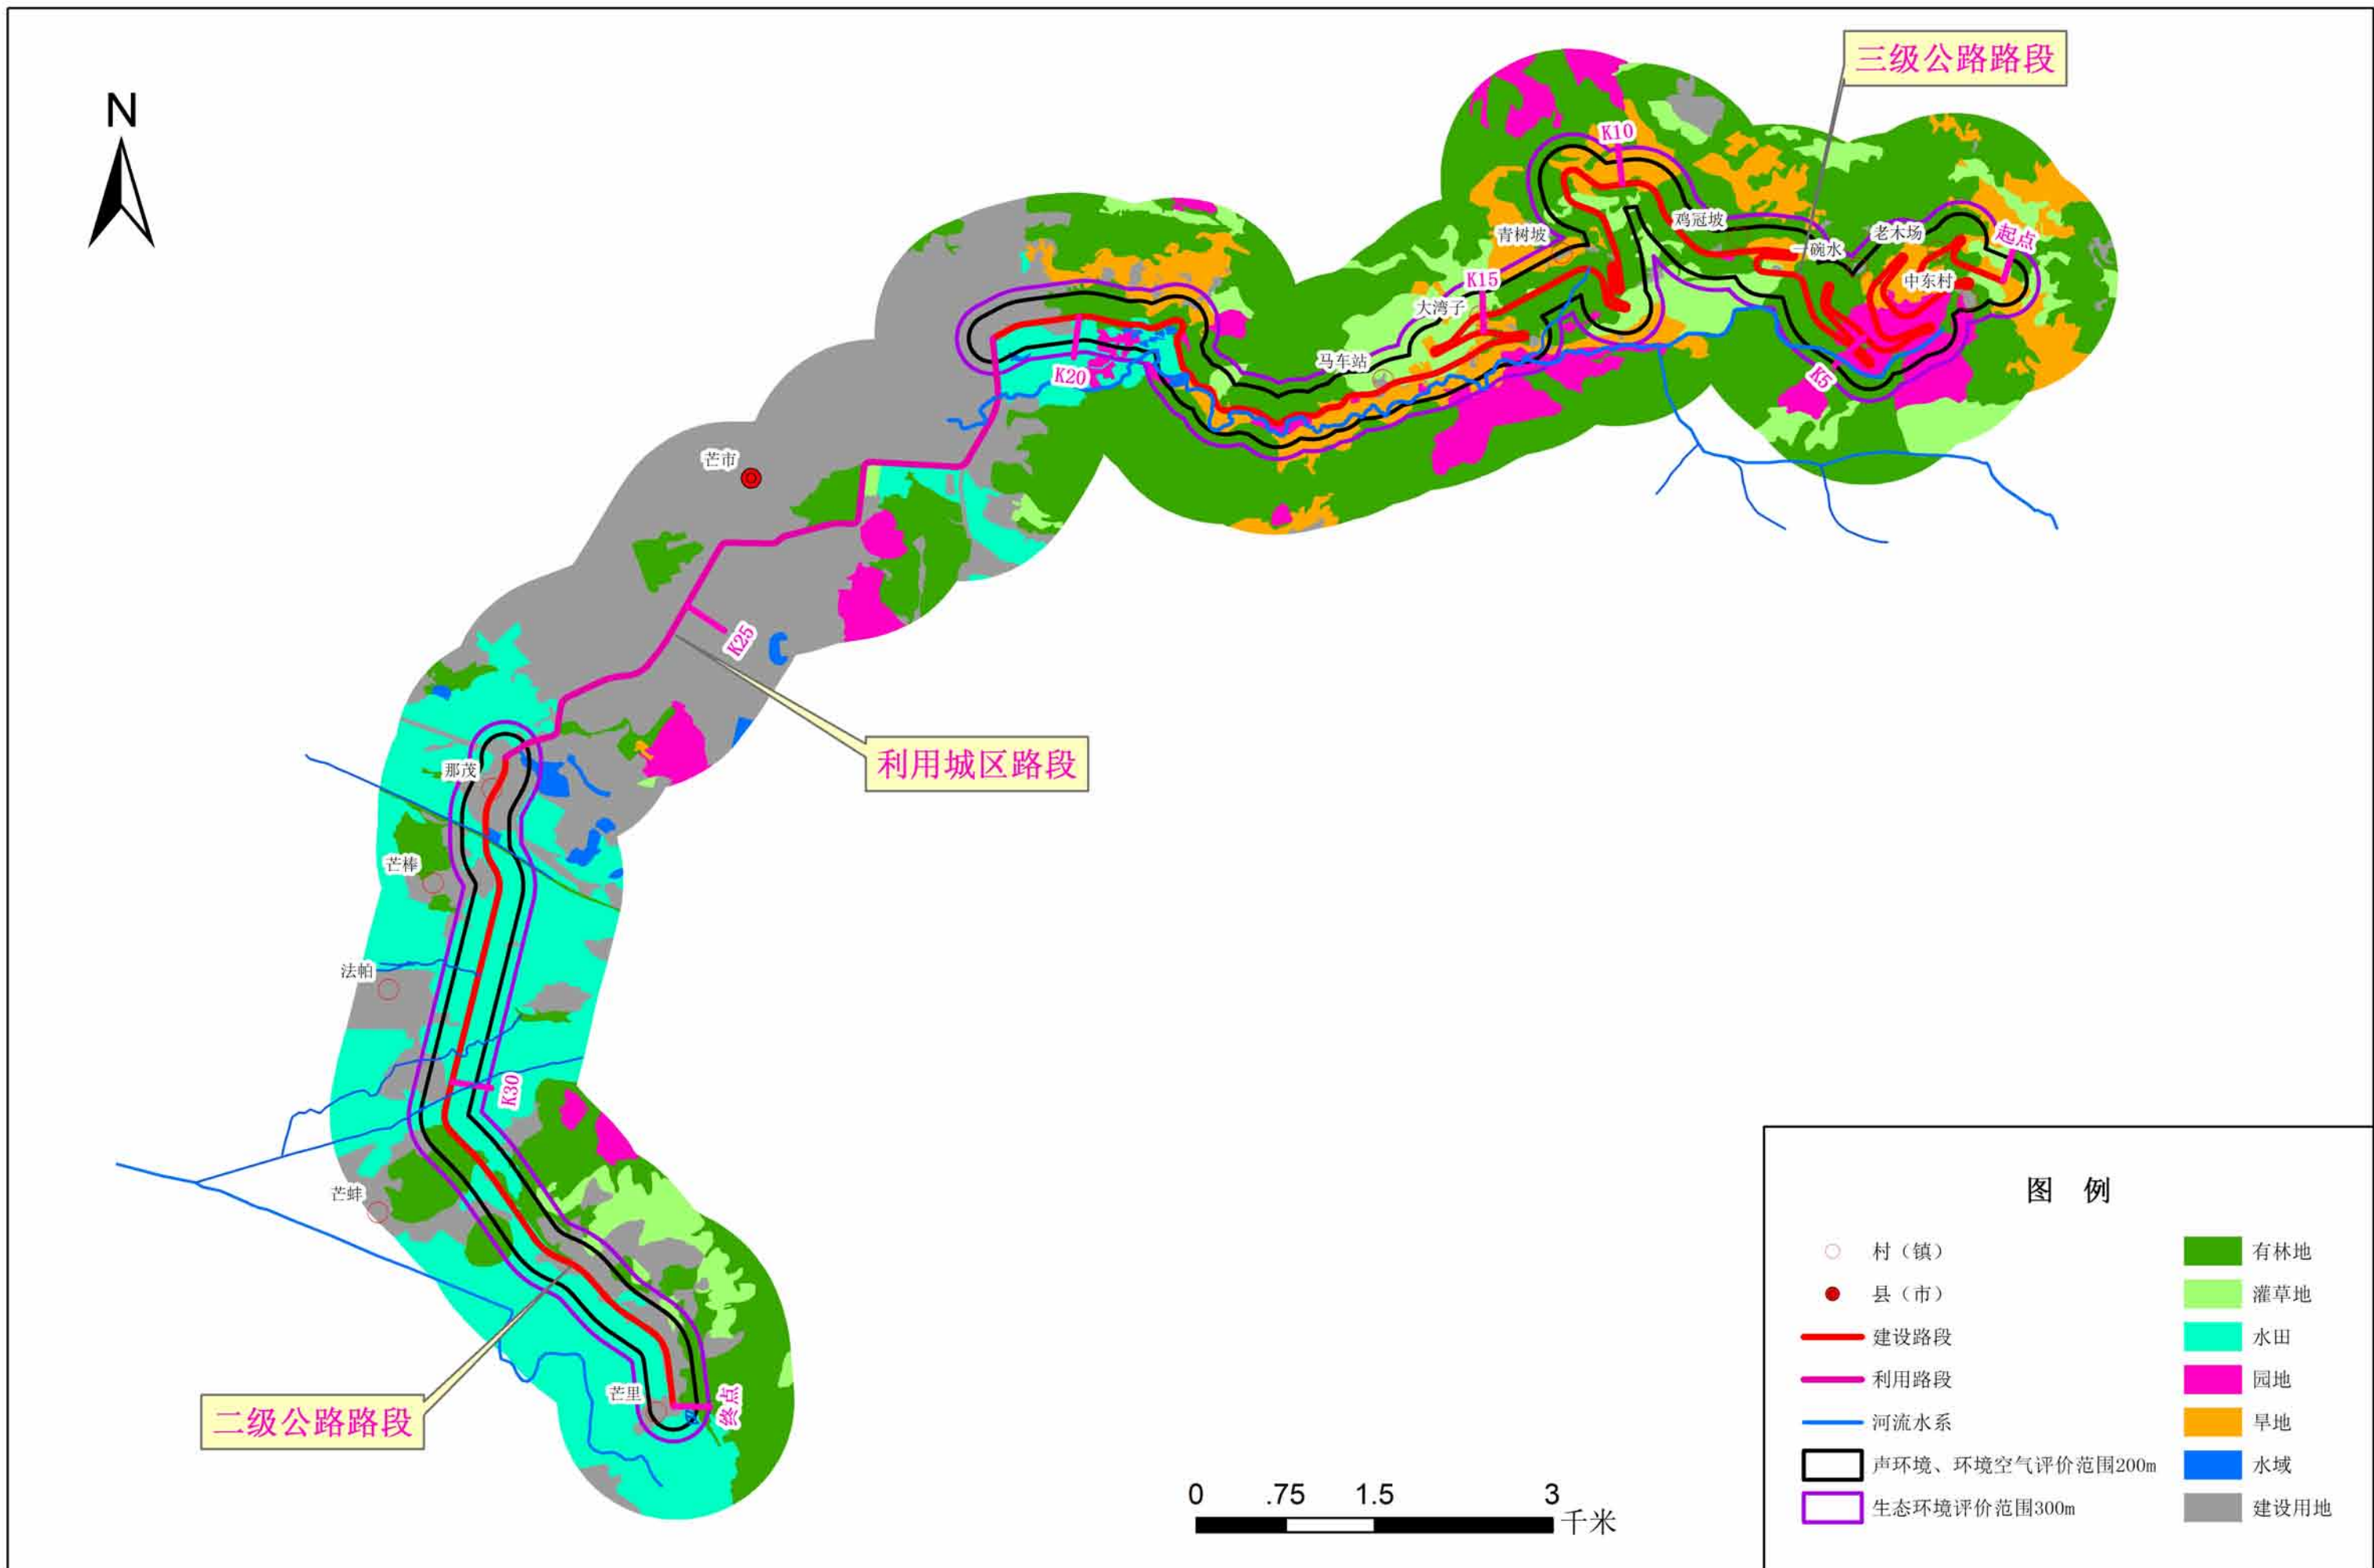 三级公路路段
N
K10
鸡冠坡
青树坡
一碗水
老木场
起点
中东村
K15
大湾子
马车站
K5
K20
芒市
K25
利用城区路段
那茂
芒棒
法帕
K30
芒蚌
芒里
终点
二级公路路段
0 .75 1.5 3
千米
图 例
村（镇）
县（市）
建设路段
利用路段
河流水系
声环境、环境空气评价范围200m
生态环境评价范围300m
有林地
灌草地
水田
园地
旱地
水域
建设用地